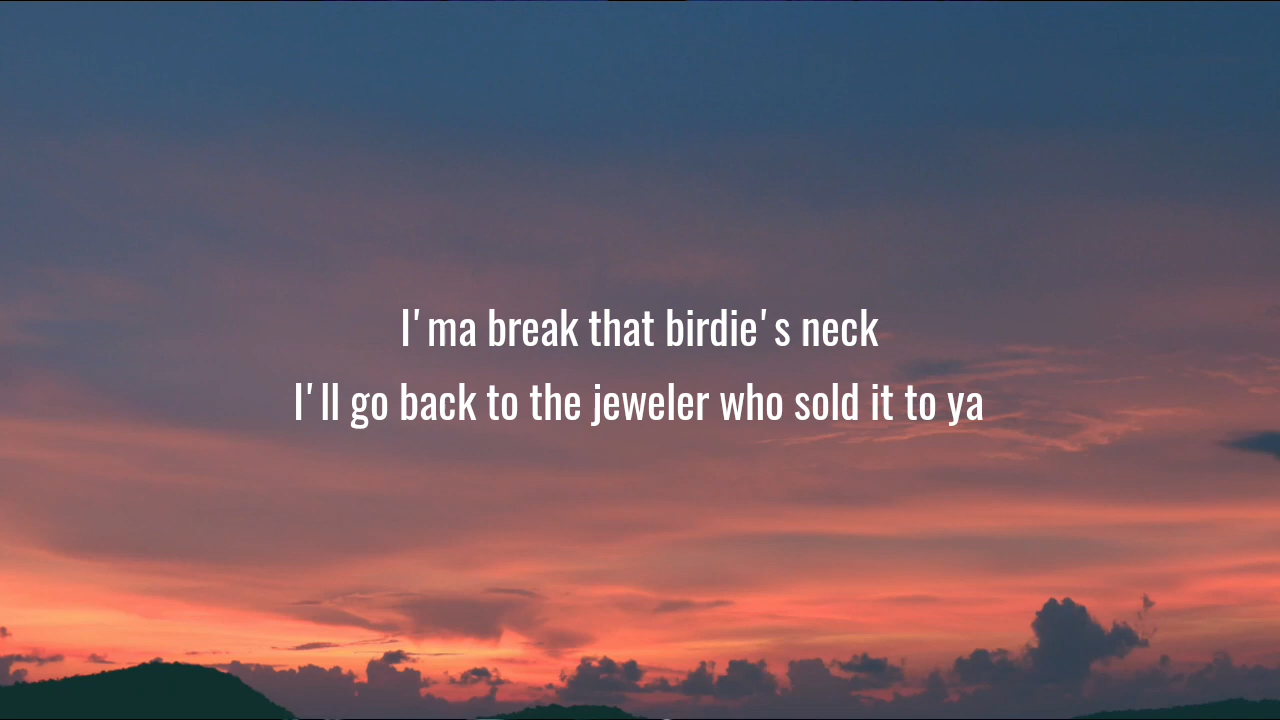 I'ma break that birdie's neck
I'll go back to the jeweler who sold it to ya